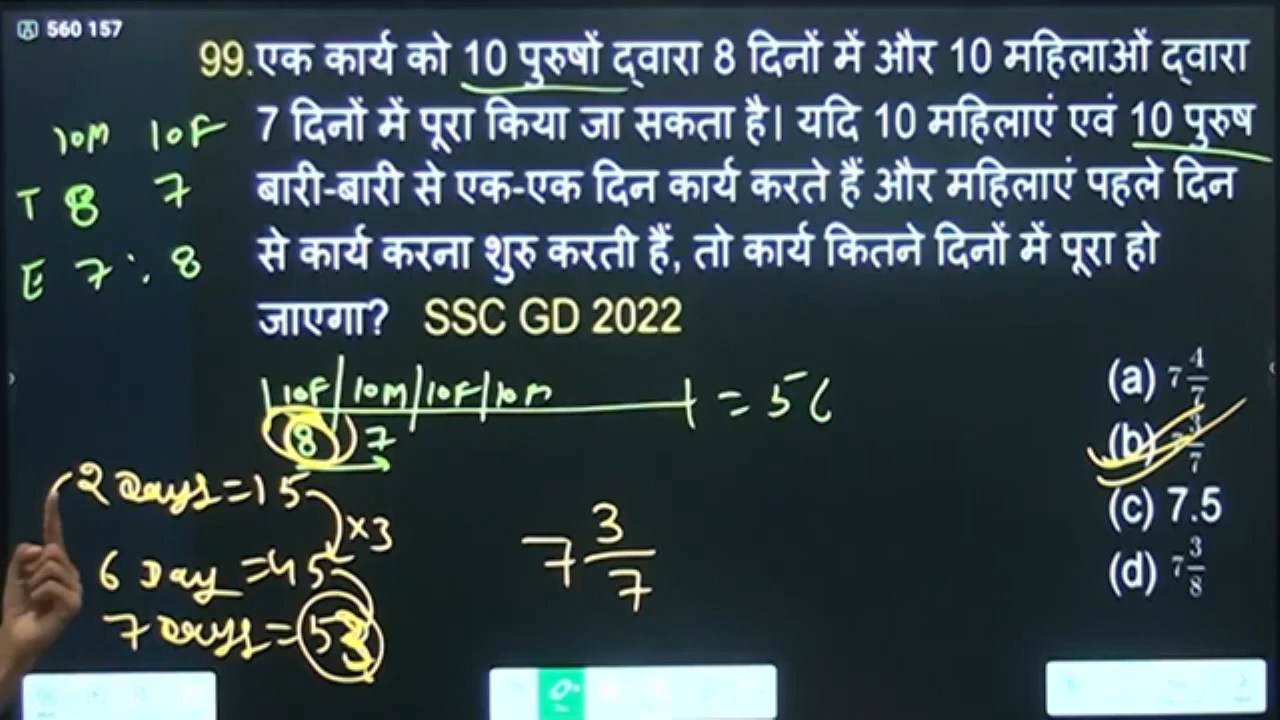 560 157
99.एक कार्य को 10 पुरुषों द्वारा 8 दिनों में और 10 महिलाओं द्वारा
7 दिनों में पूरा किया जा सकता है। यदि 10 महिलाएं एवं 10 पुरुष
बारी-बारी से एक-एक दिन कार्य करते हैं और महिलाएं पहले दिन
से कार्य करना शुरु करती हैं, तो कार्य कितने दिनों में पूरा हो
जाएगा? SSC GD 2022
10M 10F
T 8 7
E 7 : 8
10F 10M 10F 10M = 56
8 7
2 Days = 15
×3
6 Day = 45
7 Days = 53
7 3/7
(a) 7 4/7
(b) 7 3/7
(c) 7.5
(d) 7 3/8